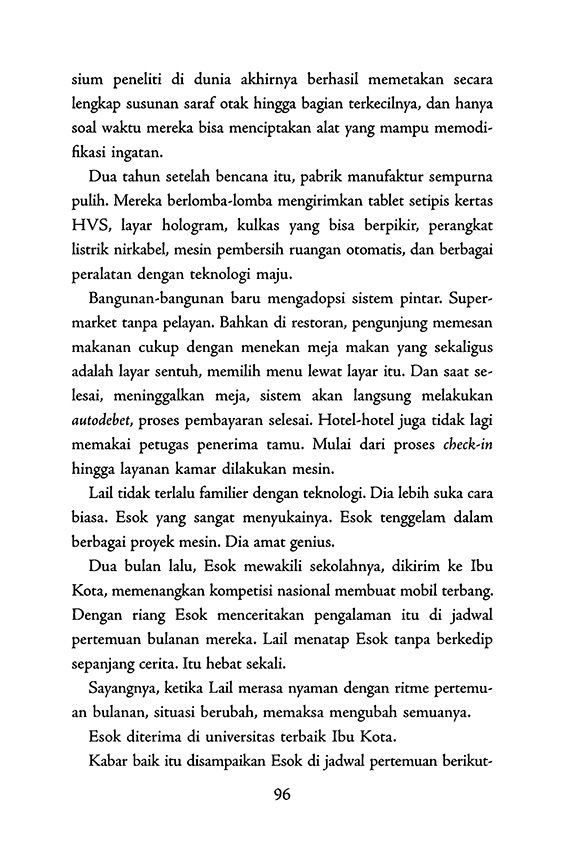 sium peneliti di dunia akhirnya berhasil memetakan secara
lengkap susunan saraf otak hingga bagian terkecilnya, dan hanya
soal waktu mereka bisa menciptakan alat yang mampu memodi-
fikasi ingatan.
Dua tahun setelah bencana itu, pabrik manufaktur sempurna
pulih. Mereka berlomba-lomba mengirimkan tablet setipis kertas
HVS, layar hologram, kulkas yang bisa berpikir, perangkat
listrik nirkabel, mesin pembersih ruangan otomatis, dan berbagai
peralatan dengan teknologi maju.
Bangunan-bangunan baru mengadopsi sistem pintar. Super-
market tanpa pelayan. Bahkan di restoran, pengunjung memesan
makanan cukup dengan menekan meja makan yang sekaligus
adalah layar sentuh, memilih menu lewat layar itu. Dan saat se-
lesai, meninggalkan meja, sistem akan langsung melakukan
autodebet, proses pembayaran selesai. Hotel-hotel juga tidak lagi
memakai petugas penerima tamu. Mulai dari proses check-in
hingga layanan kamar dilakukan mesin.
Lail tidak terlalu familier dengan teknologi. Dia lebih suka cara
biasa. Esok yang sangat menyukainya. Esok tenggelam dalam
berbagai proyek mesin. Dia amat genius.
Dua bulan lalu, Esok mewakili sekolahnya, dikirim ke Ibu
Kota, memenangkan kompetisi nasional membuat mobil terbang.
Dengan riang Esok menceritakan pengalaman itu di jadwal
pertemuan bulanan mereka. Lail menatap Esok tanpa berkedip
sepanjang cerita. Itu hebat sekali.
Sayangnya, ketika Lail merasa nyaman dengan ritme pertemu-
an bulanan, situasi berubah, memaksa mengubah semuanya.
Esok diterima di universitas terbaik Ibu Kota.
Kabar baik itu disampaikan Esok di jadwal pertemuan berikut-
96